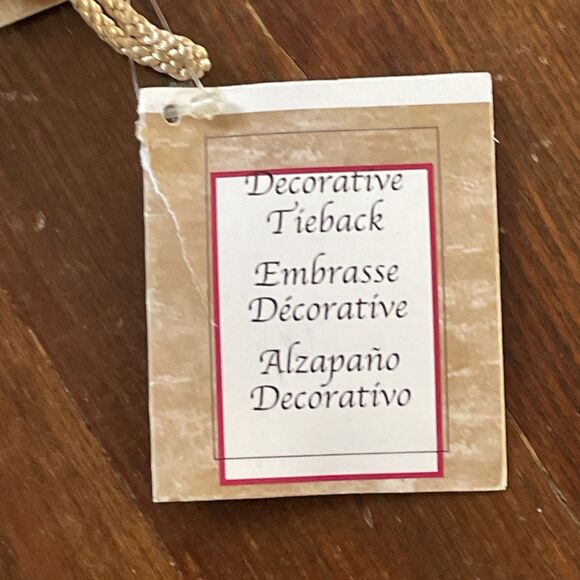 Decorative
Tieback
Embrasse
Décorative
Alzapaño
Decorativo